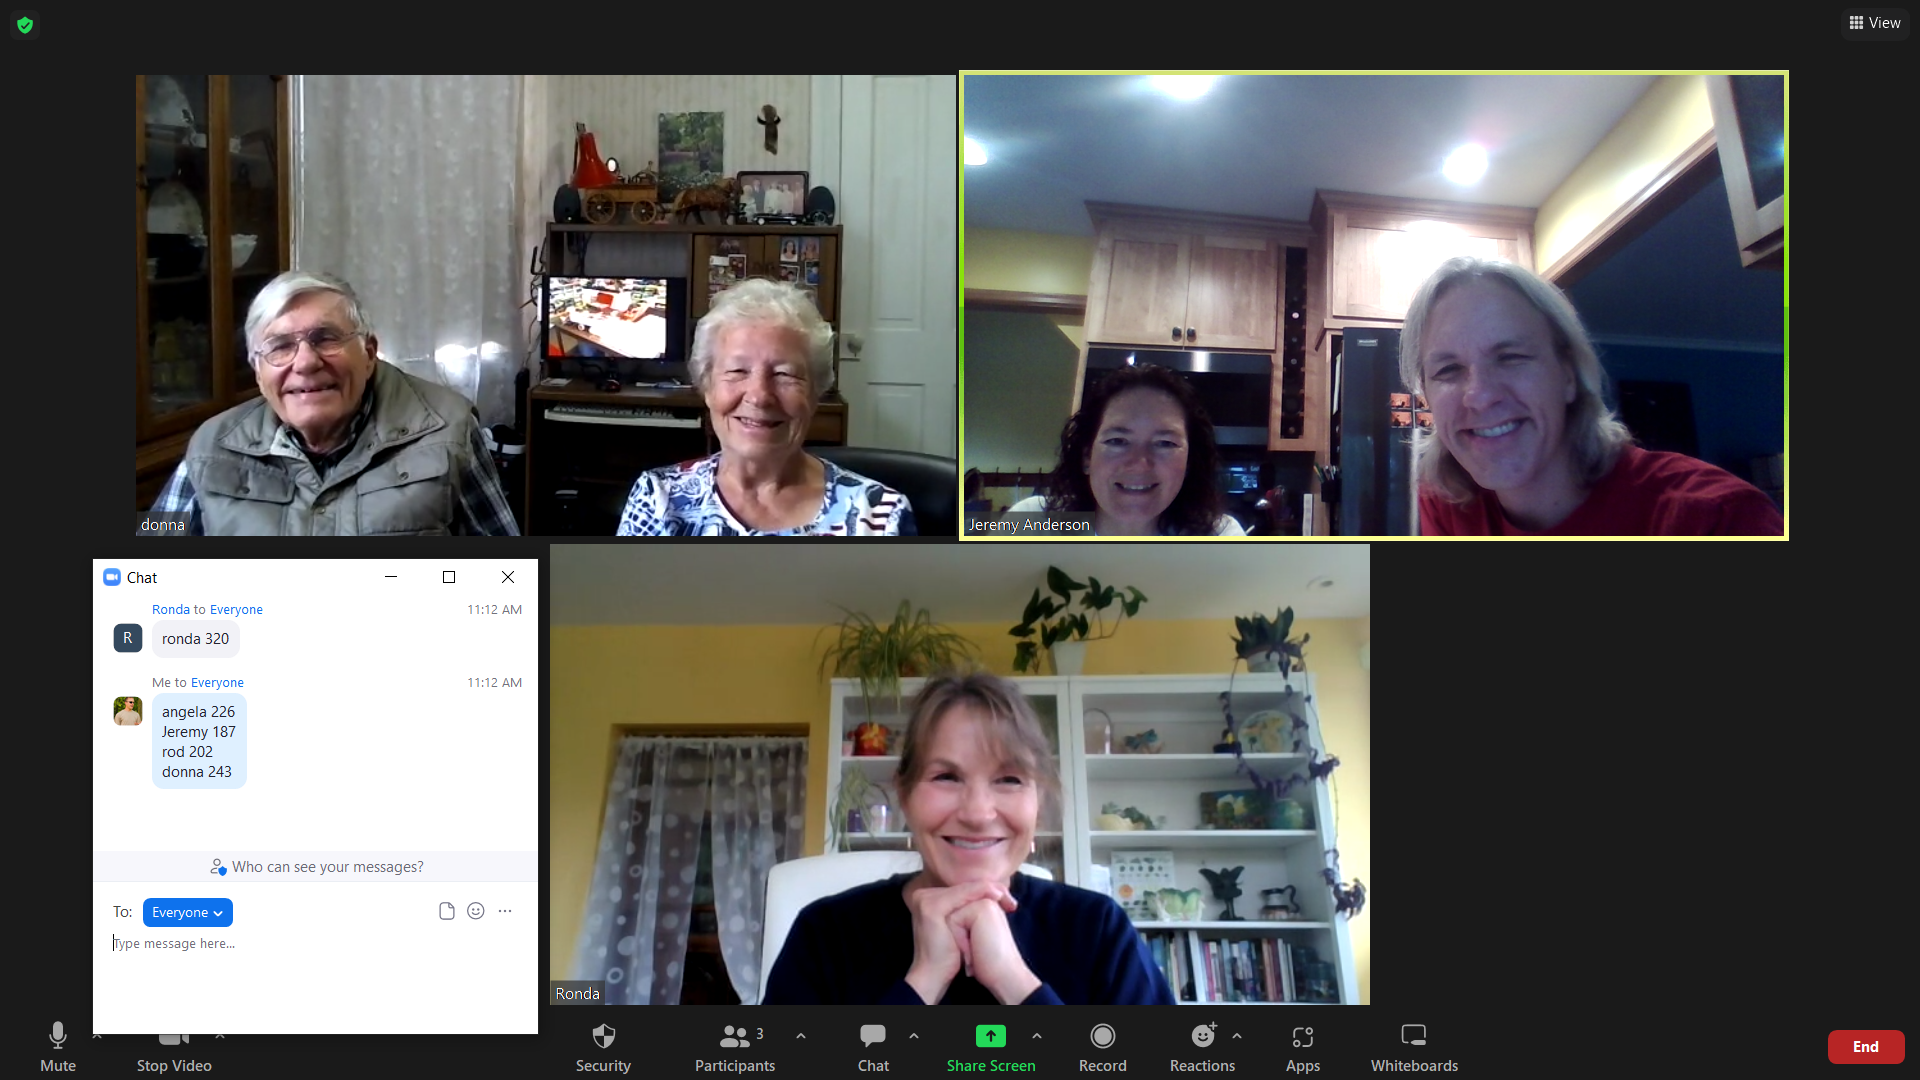 View
donna
Jeremy Anderson
Chat
Ronda to Everyone 11:12 AM
R
ronda 320
Me to Everyone 11:12 AM
angela 226
Jeremy 187
rod 202
donna 243
Who can see your messages?
To: Everyone
Type message here...
Ronda
Mute
Stop Video
Security
3
Participants
Chat
Share Screen
Record
Reactions
Apps
Whiteboards
End